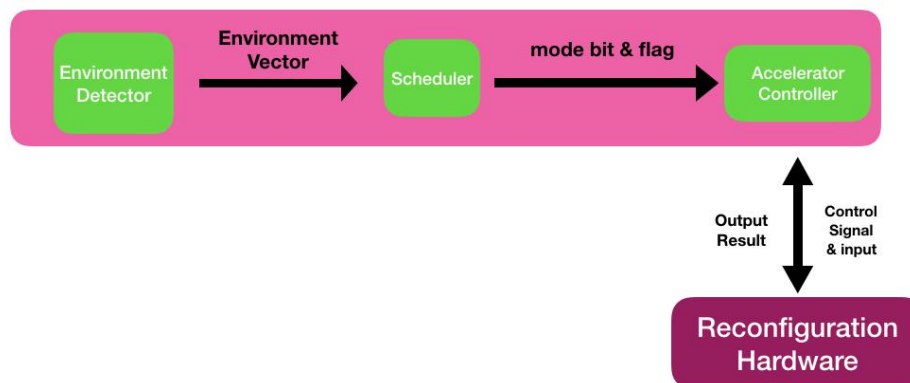 Environment
Detector
Environment
Vector
Scheduler
mode bit & flag
Accelerator
Controller
Output
Result
Control
Signal
& input
Reconfiguration
Hardware